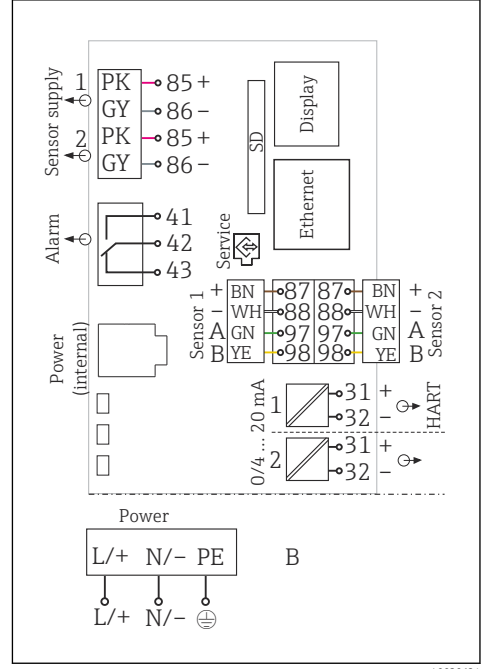 Sensor supply
1 PK 85 +
GY 86 –
2 PK 85 +
GY 86 –
Display
SD
Ethernet
Alarm
41
42
43
Service
Sensor 1
+ BN 87 87 BN +
– WH 88 88 WH –
A GN 97 97 GN A
B YE 98 98 YE B
Sensor 2
Power
(internal)
0/4 ... 20 mA
1 31 +
32 –
HART
2 31 +
32 –
Power
L/+ N/– PE
B
L/+ N/–